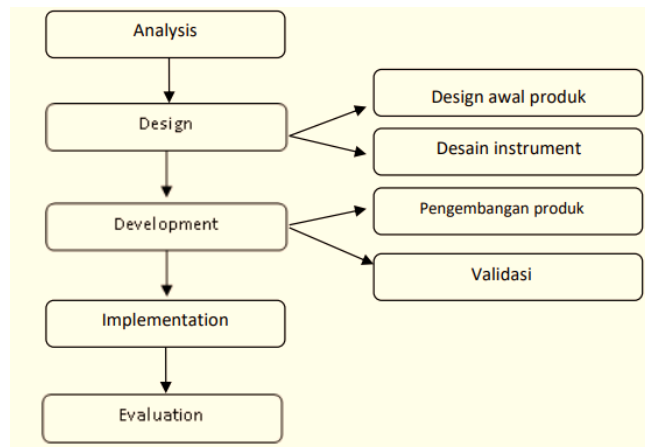 Analysis
Design
Design awal produk
Desain instrument
Development
Pengembangan produk
Validasi
Implementation
Evaluation